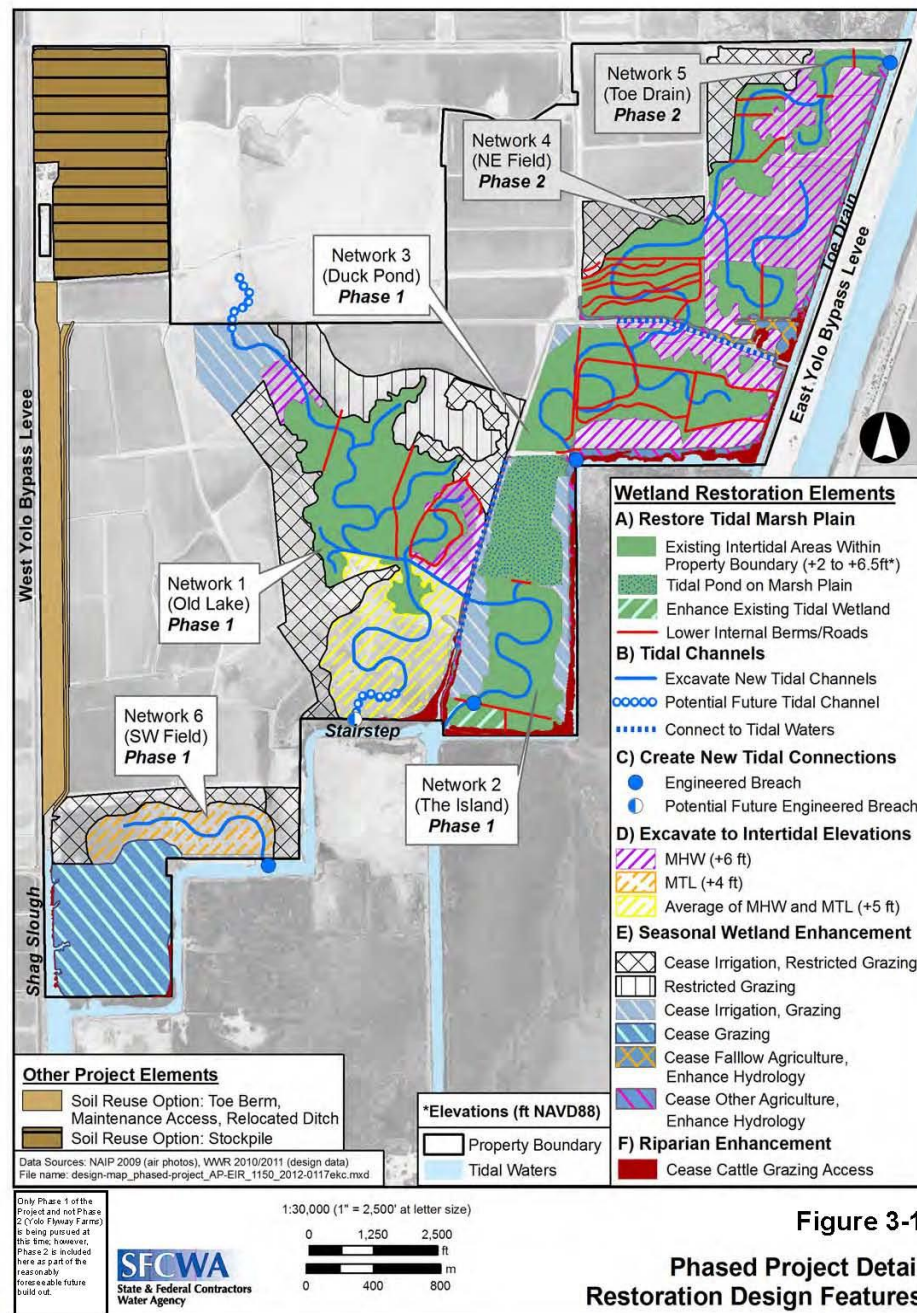 Network 5
(Toe Drain)
Phase 2
Network 4
(NE Field)
Phase 2
Network 3
(Duck Pond)
Phase 1
Toe Drain
East Yolo Bypass Levee
West Yolo Bypass Levee
Network 1
(Old Lake)
Phase 1
Network 6
(SW Field)
Phase 1
Stairstep
Network 2
(The Island)
Phase 1
Shag Slough
Wetland Restoration Elements
A) Restore Tidal Marsh Plain
Existing Intertidal Areas Within
Property Boundary (+2 to +6.5ft*)
Tidal Pond on Marsh Plain
Enhance Existing Tidal Wetland
Lower Internal Berms/Roads
B) Tidal Channels
Excavate New Tidal Channels
Potential Future Tidal Channel
Connect to Tidal Waters
C) Create New Tidal Connections
Engineered Breach
Potential Future Engineered Breach
D) Excavate to Intertidal Elevations
MHW (+6 ft)
MTL (+4 ft)
Average of MHW and MTL (+5 ft)
E) Seasonal Wetland Enhancement
Cease Irrigation, Restricted Grazing
Restricted Grazing
Cease Irrigation, Grazing
Cease Grazing
Cease Falllow Agriculture,
Enhance Hydrology
Cease Other Agriculture,
Enhance Hydrology
F) Riparian Enhancement
Cease Cattle Grazing Access
Other Project Elements
Soil Reuse Option: Toe Berm,
Maintenance Access, Relocated Ditch
Soil Reuse Option: Stockpile
*Elevations (ft NAVD88)
Property Boundary
Tidal Waters
Data Sources: NAIP 2009 (air photos), WWR 2010/2011 (design data)
File name: design-map_phased-project_AP-EIR_1150_2012-0117ekc.mxd
Only Phase 1 of the
Project and not Phase
2 (Yolo Flyway Farms)
is being pursued at
this time; however,
Phase 2 is included
here as part of the
reasonably
foreseeable future
build out.
SFCWA
State & Federal Contractors
Water Agency
1:30,000 (1" = 2,500' at letter size)
0 1,250 2,500
ft
m
0 400 800
Figure 3-1
Phased Project Detail
Restoration Design Features